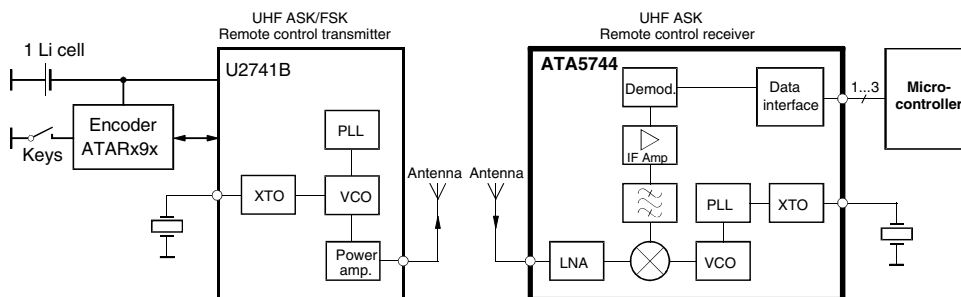 UHF ASK/FSK
Remote control transmitter
UHF ASK
Remote control receiver
1 Li cell
U2741B
Encoder
ATARx9x
Keys
PLL
XTO
VCO
Power
amp.
Antenna
Antenna
ATA5744
Demod.
Data
interface
1...3
Micro-
controller
IF Amp
PLL
XTO
LNA
VCO